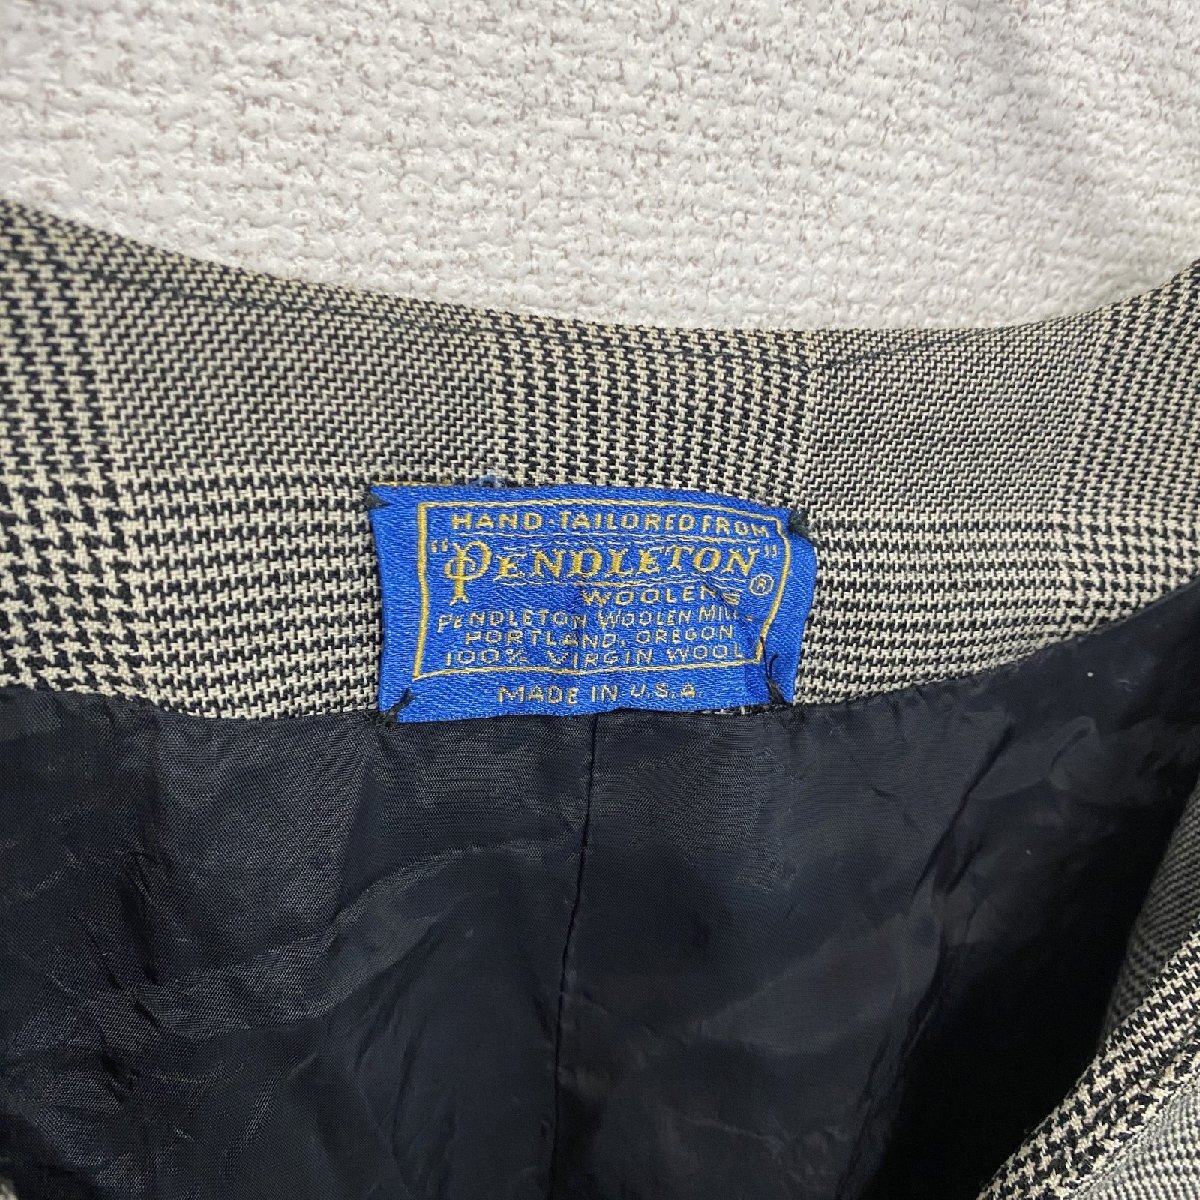 HAND-TAILORED FROM
"PENDLETON"®
WOOLENS
PENDLETON WOOLEN MILLS
PORTLAND, OREGON
100% VIRGIN WOOL
MADE IN U.S.A.